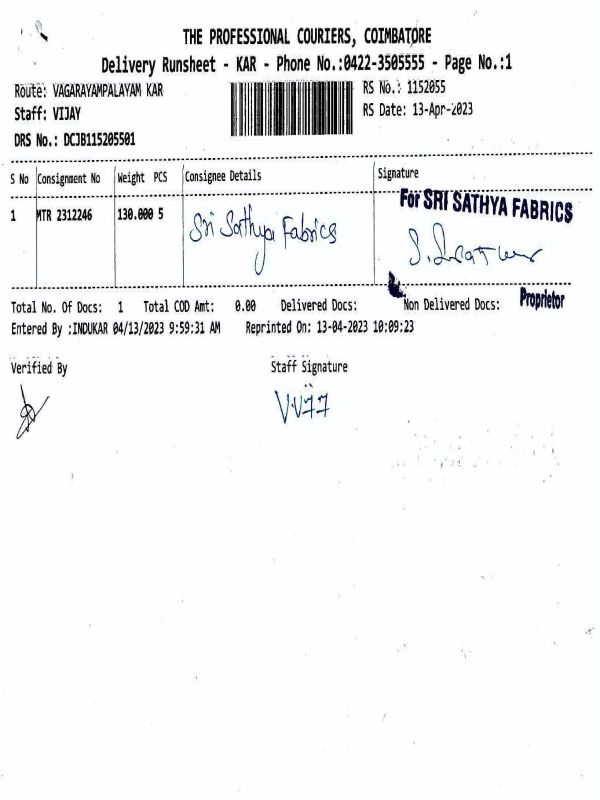 THE PROFESSIONAL COURIERS, COIMBATORE
Delivery Runsheet - KAR - Phone No.:0422-3505555 - Page No.:1
Route: VAGARAYAMPALAYAM KAR RS No.: 1152055
Staff: VIJAY RS Date: 13-Apr-2023
DRS No.: DCJB115205501
S No Consignment No Weight PCS Consignee Details Signature
For SRI SATHYA FABRICS
1 MTR 2312246 130.000 5 Sri Sathya Fabrics
Proprietor
Total No. Of Docs: 1 Total COD Amt: 0.00 Delivered Docs: Non Delivered Docs:
Entered By :INDUKAR 04/13/2023 9:59:31 AM Reprinted On: 13-04-2023 10:09:23
Verified By Staff Signature